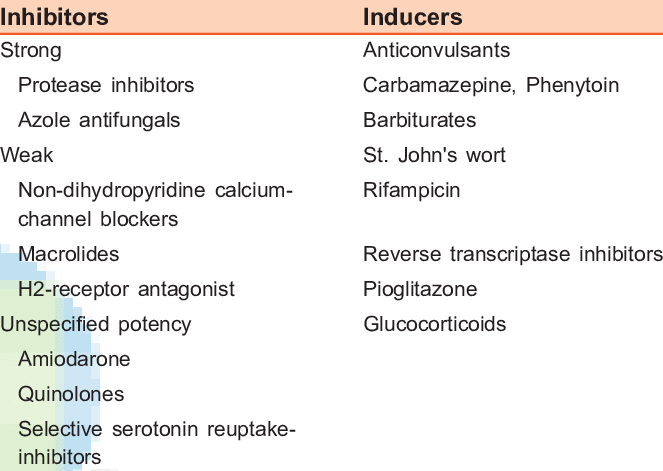 Inhibitors Inducers
Strong Anticonvulsants
Protease inhibitors Carbamazepine, Phenytoin
Azole antifungals Barbiturates
Weak St. John's wort
Non-dihydropyridine calcium- Rifampicin
channel blockers
Macrolides Reverse transcriptase inhibitors
H2-receptor antagonist Pioglitazone
Unspecified potency Glucocorticoids
Amiodarone
Quinolones
Selective serotonin reuptake-
inhibitors